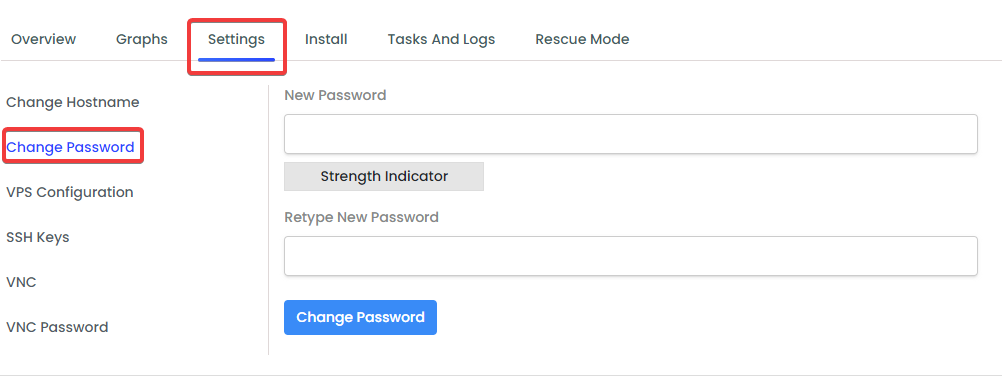 Overview Graphs Settings Install Tasks And Logs Rescue Mode
Change Hostname
Change Password
VPS Configuration
SSH Keys
VNC
VNC Password
New Password
Strength Indicator
Retype New Password
Change Password